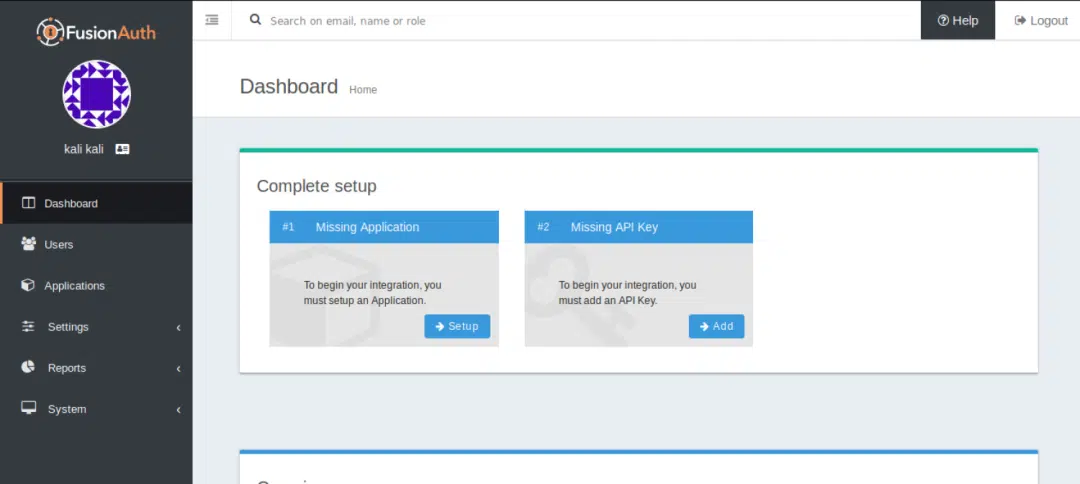 FusionAuth
Search on email, name or role
Help
Logout
kali kali
Dashboard
Users
Applications
Settings
Reports
System
Dashboard Home
Complete setup
#1 Missing Application
To begin your integration, you
must setup an Application.
Setup
#2 Missing API Key
To begin your integration, you
must add an API Key.
Add